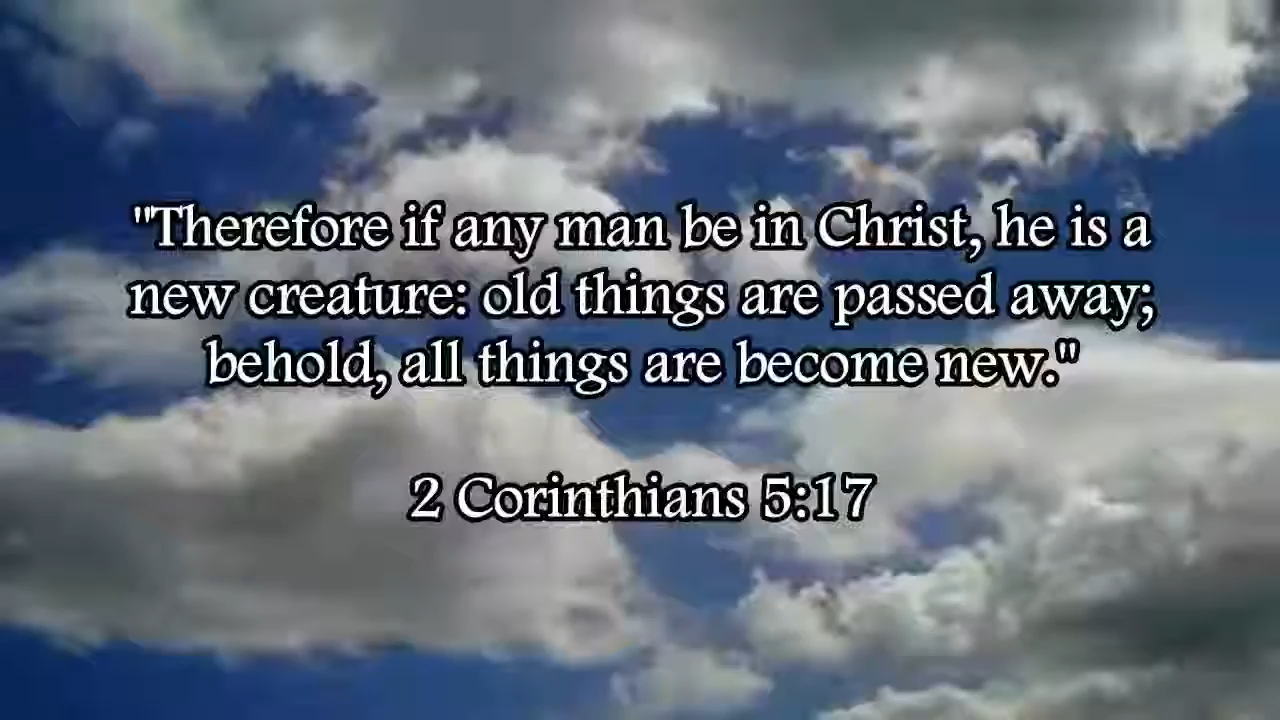 "Therefore if any man be in Christ, he is a
new creature: old things are passed away;
behold, all things are become new."
2 Corinthians 5:17